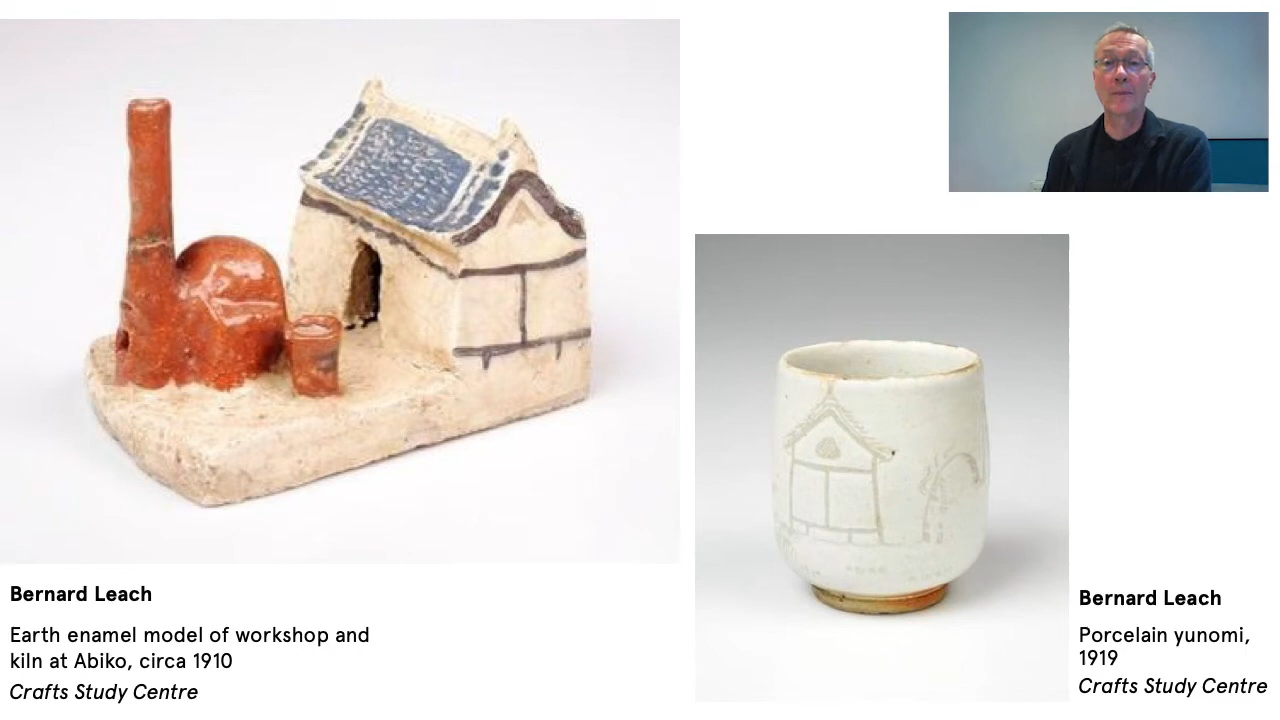 Bernard Leach
Earth enamel model of workshop and
kiln at Abiko, circa 1910
Crafts Study Centre
Bernard Leach
Porcelain yunomi,
1919
Crafts Study Centre